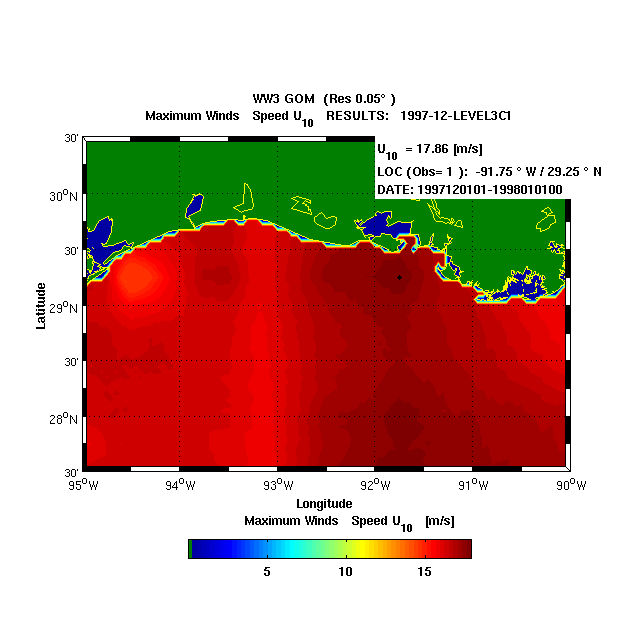 WW3 GOM (Res 0.05° )
Maximum Winds Speed U10 RESULTS: 1997-12-LEVEL3C1
U10 = 17.86 [m/s]
LOC (Obs= 1 ): -91.75 ° W / 29.25 ° N
DATE: 1997120101-1998010100
30'
30°N
30'
29°N
30'
28°N
30'
Latitude
95°W 94°W 93°W 92°W 91°W 90°W
Longitude
Maximum Winds Speed U10 [m/s]
5 10 15